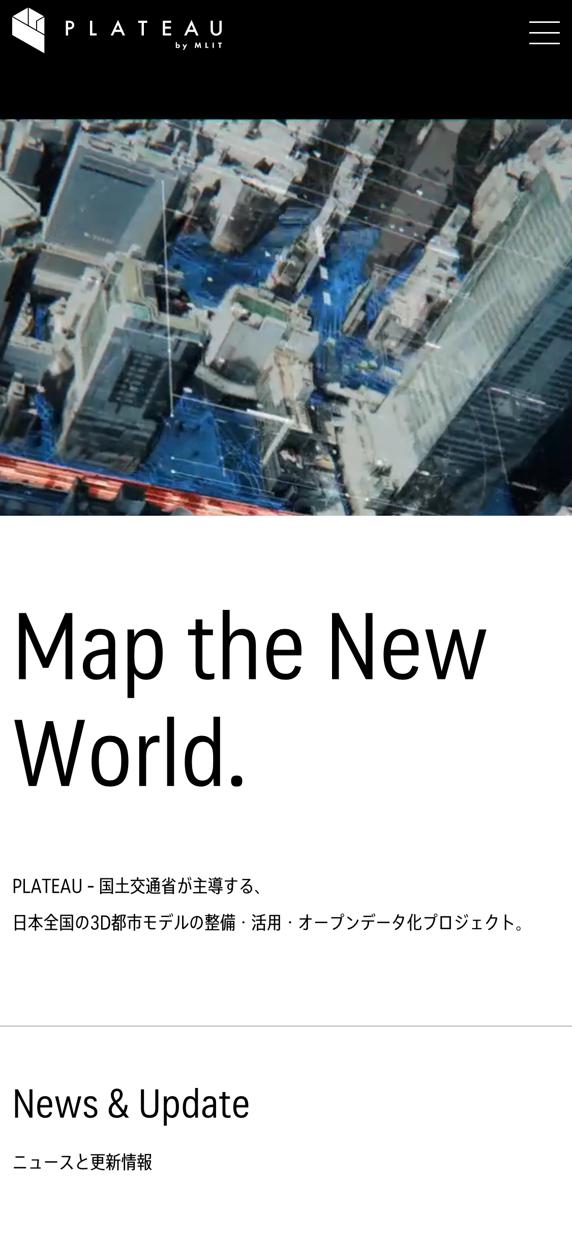 PLATEAU
by MLIT
Map the New
World.
PLATEAU - 国土交通省が主導する、
日本全国の3D都市モデルの整備・活用・オープンデータ化プロジェクト。
News & Update
ニュースと更新情報